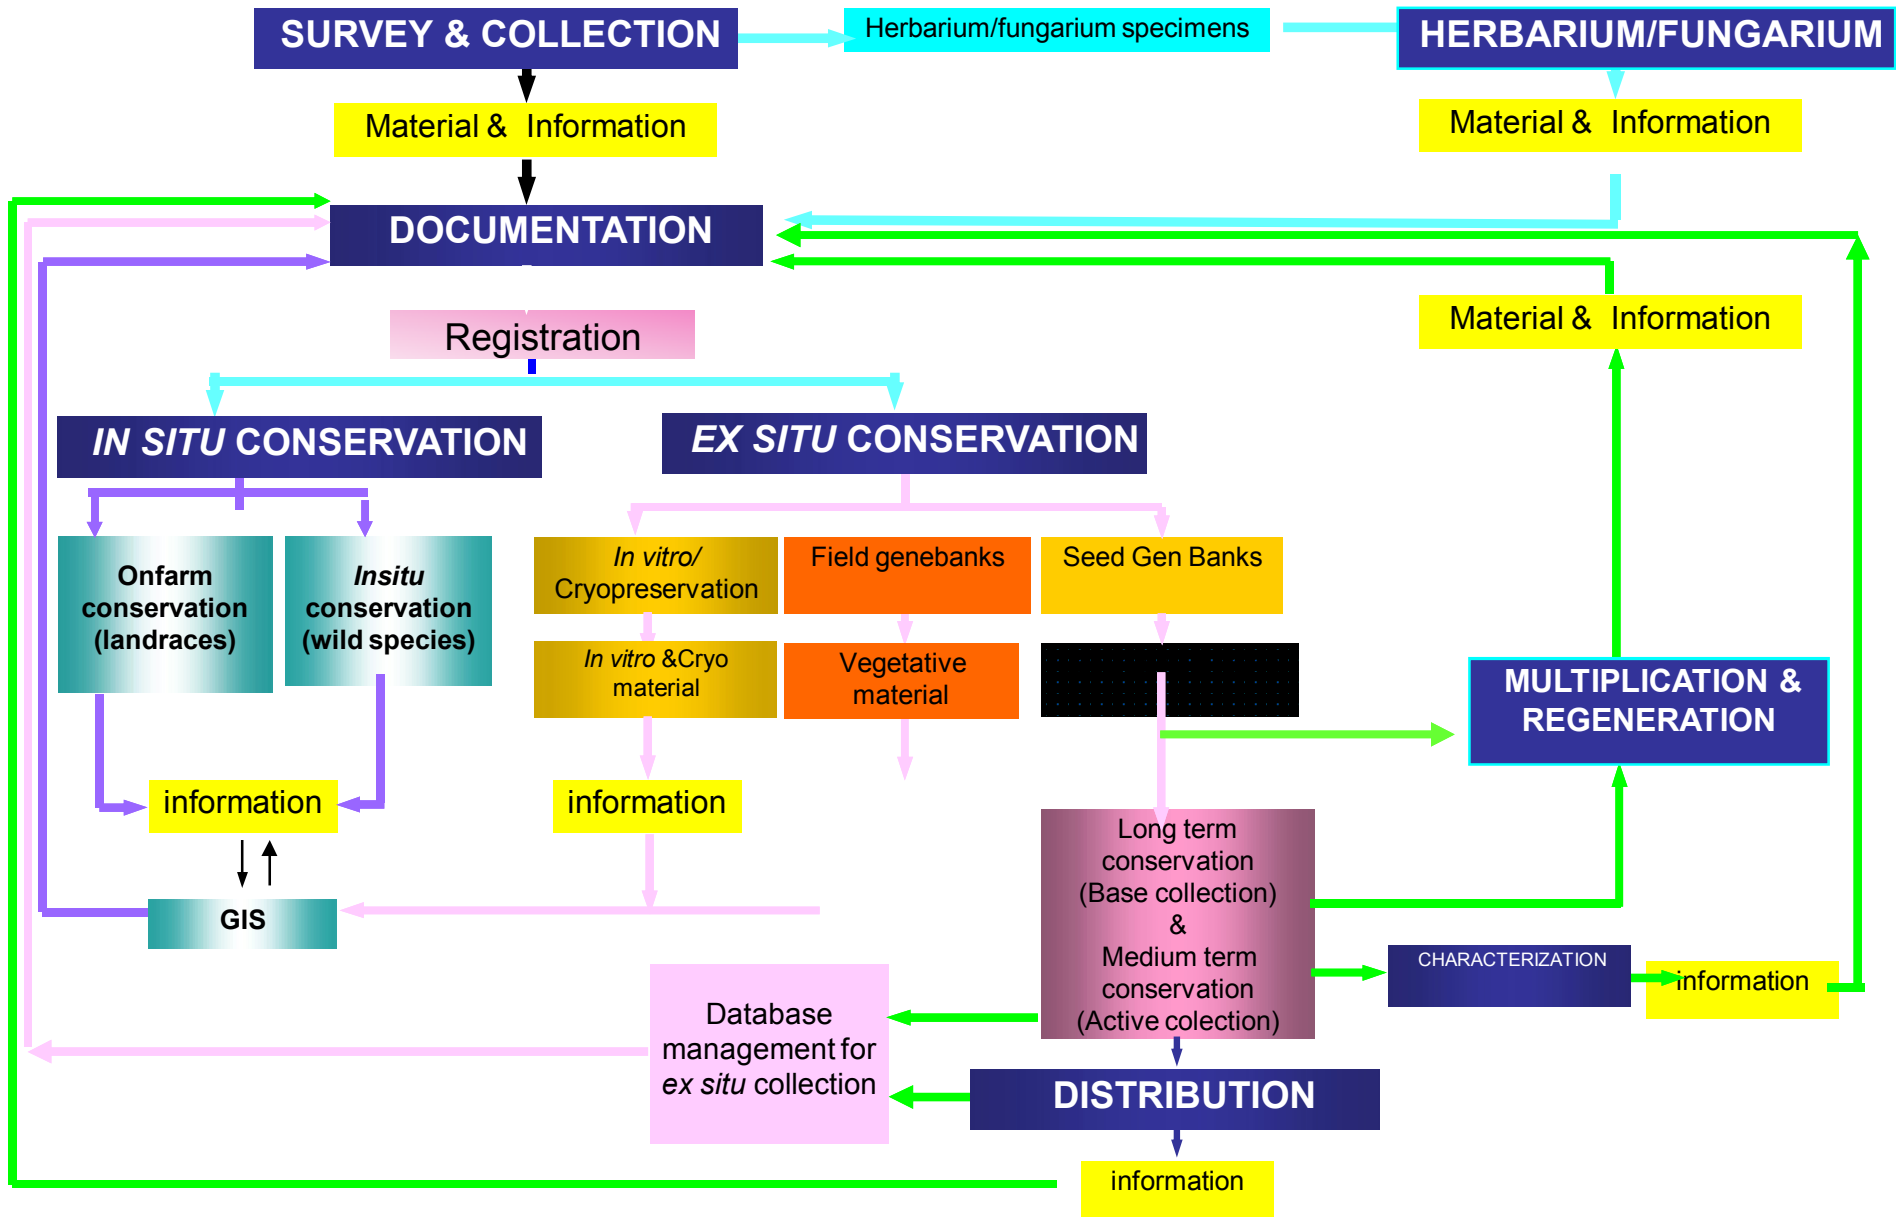 SURVEY & COLLECTION
Herbarium/fungarium specimens
HERBARIUM/FUNGARIUM
Material & Information
Material & Information
DOCUMENTATION
Material & Information
Registration
IN SITU CONSERVATION
EX SITU CONSERVATION
Onfarm
conservation
(landraces)
Insitu
conservation
(wild species)
In vitro/
Cryopreservation
Field genebanks
Seed Gen Banks
In vitro &Cryo
material
Vegetative
material
MULTIPLICATION &
REGENERATION
information
information
Long term
conservation
(Base collection)
&
Medium term
conservation
(Active colection)
GIS
CHARACTERIZATION
information
Database
management for
ex situ collection
DISTRIBUTION
information